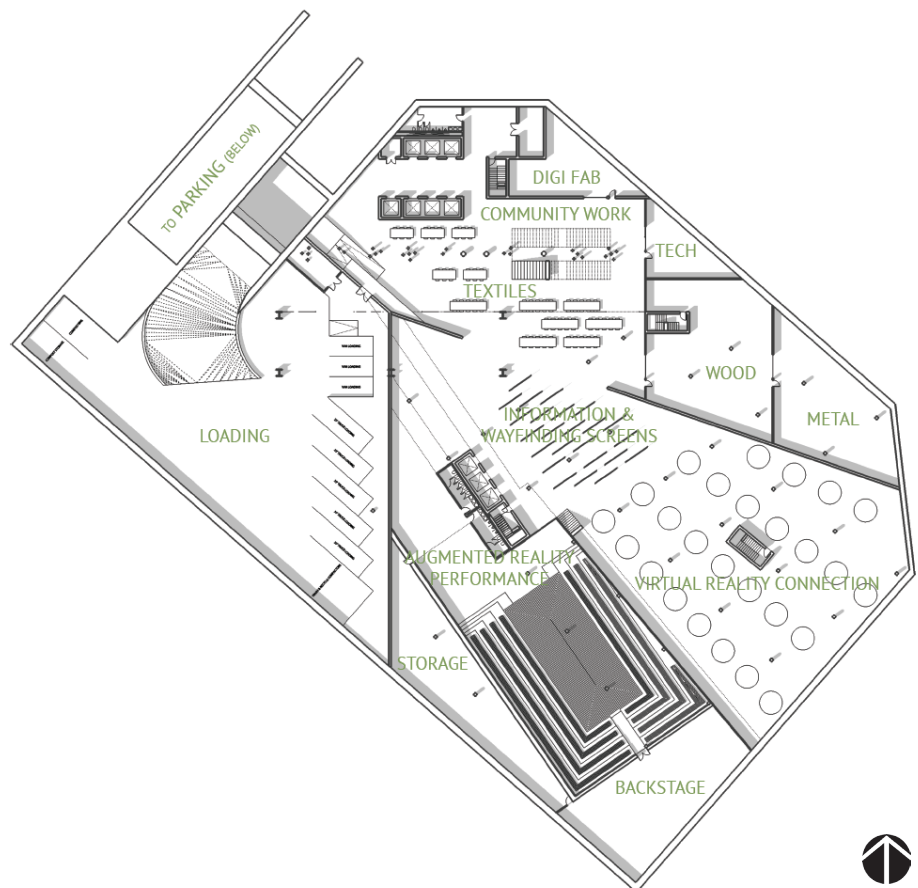 TO PARKING (BELOW)
DIGI FAB
COMMUNITY WORK
TECH
TEXTILES
WOOD
INFORMATION &
WAYFINDING SCREENS
METAL
LOADING
AUGMENTED REALITY
PERFORMANCE
VIRTUAL REALITY CONNECTION
STORAGE
BACKSTAGE